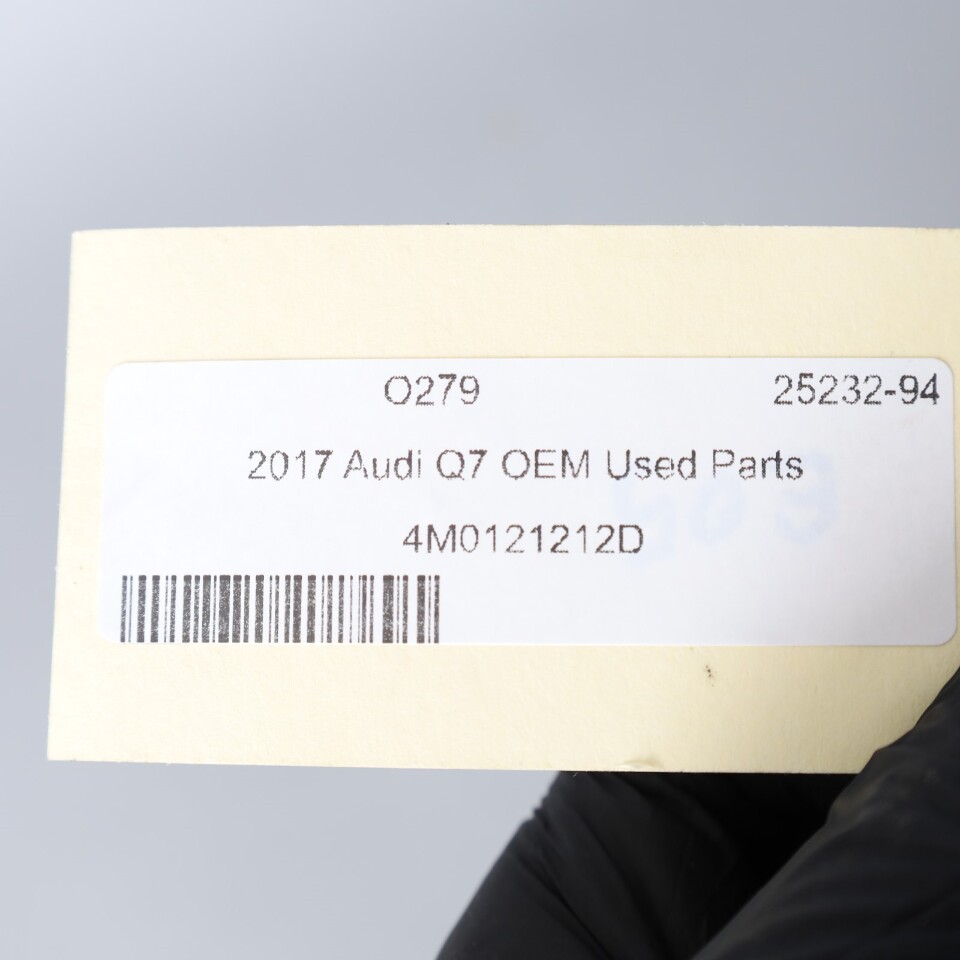 O279 25232-94
2017 Audi Q7 OEM Used Parts
4M0121212D